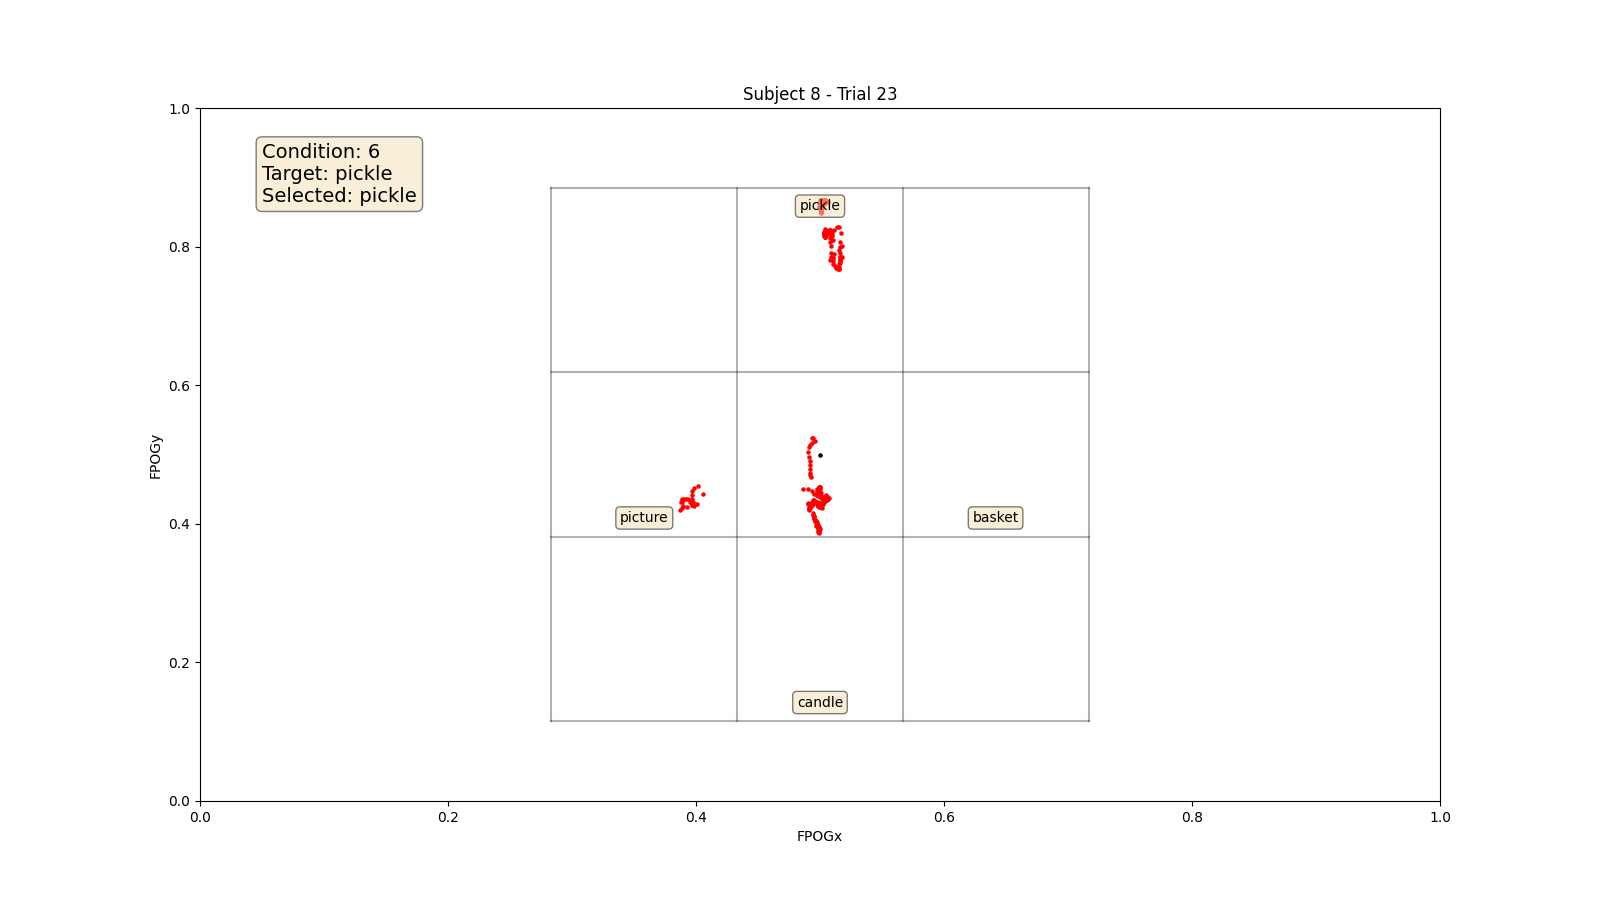 Subject 8 - Trial 23
1.0
Condition: 6
Target: pickle
Selected: pickle
pickle
0.8
0.6
FPOGy
picture
basket
0.4
0.2
candle
0.0
0.0
0.2
0.4
0.6
0.8
1.0
FPOGx